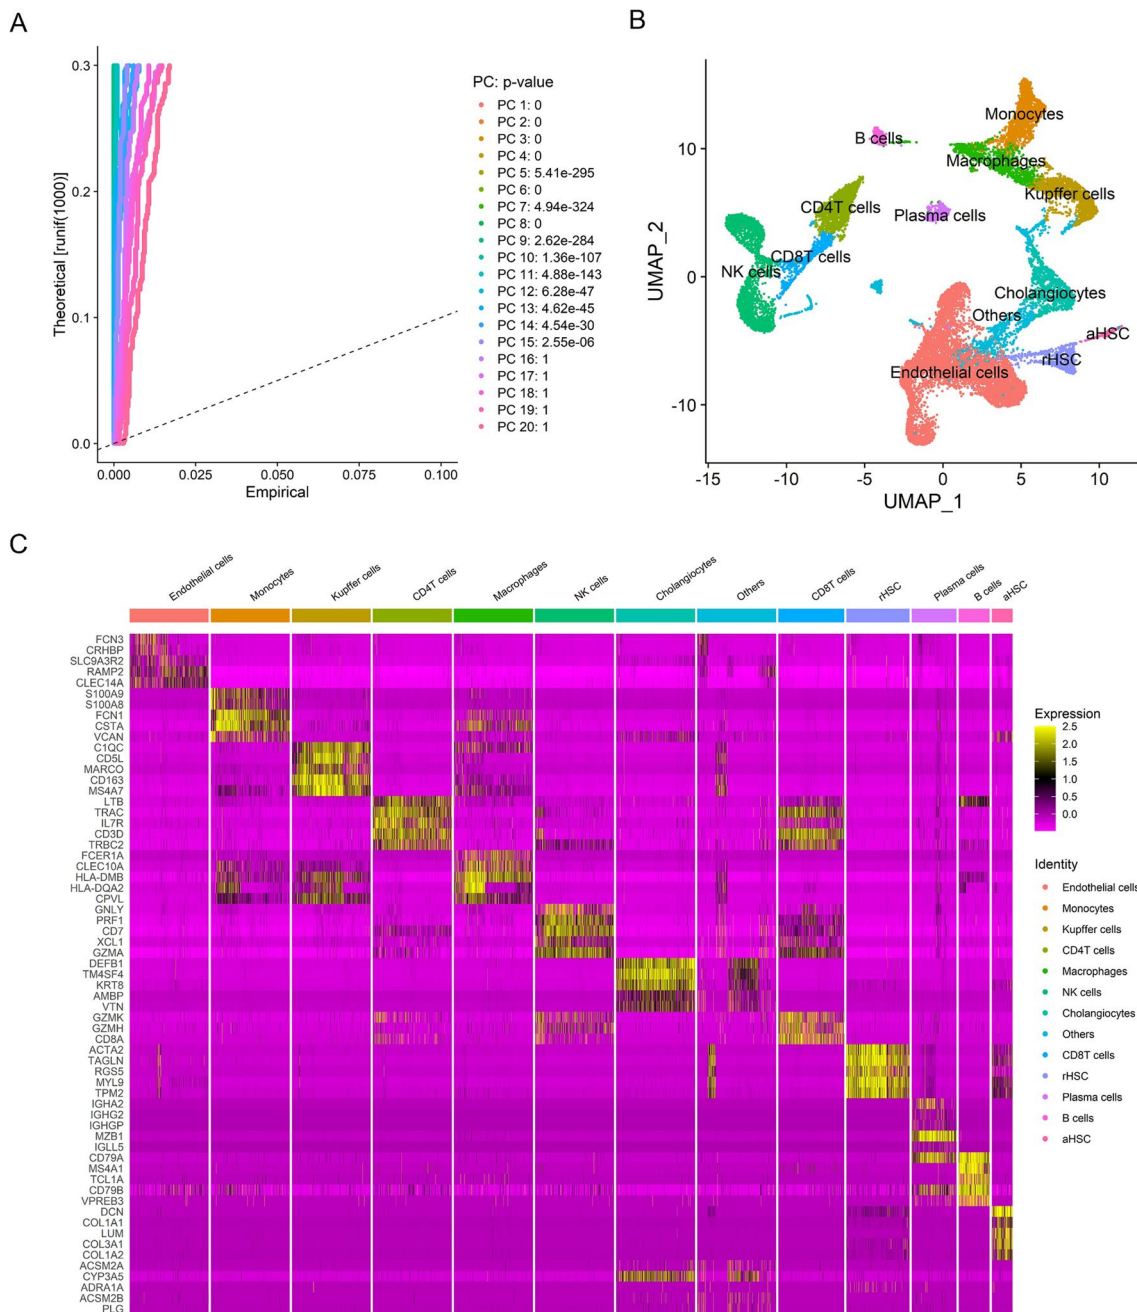 A
0.3
0.2
0.1
0.0
Theoretical [runif(1000)]
0.000
0.025
0.050
0.075
0.100
Empirical
PC: p-value
PC 1: 0
PC 2: 0
PC 3: 0
PC 4: 0
PC 5: 5.41e-295
PC 6: 0
PC 7: 4.94e-324
PC 8: 0
PC 9: 2.62e-284
PC 10: 1.36e-107
PC 11: 4.88e-143
PC 12: 6.28e-47
PC 13: 4.62e-45
PC 14: 4.54e-30
PC 15: 2.55e-06
PC 16: 1
PC 17: 1
PC 18: 1
PC 19: 1
PC 20: 1
B
10
0
-10
UMAP_2
-15
-10
-5
0
5
10
UMAP_1
Monocytes
B cells
Macrophages
Kupffer cells
CD4T cells
Plasma cells
CD8T cells
NK cells
Cholangiocytes
Others
aHSC
rHSC
Endothelial cells
C
Endothelial cells
Monocytes
Kupffer cells
CD4T cells
Macrophages
NK cells
Cholangiocytes
Others
CD8T cells
rHSC
Plasma cells
B cells
aHSC
FCN3
CRHBP
SLC9A3R2
RAMP2
CLEC14A
S100A9
S100A8
FCN1
CSTA
VCAN
C1QC
CD5L
MARCO
CD163
MS4A7
LTB
TRAC
IL7R
CD3D
TRBC2
FCER1A
CLEC10A
HLA-DMB
HLA-DQA2
CPVL
GNLY
PRF1
CD7
XCL1
GZMA
DEFB1
TM4SF4
KRT8
AMBP
VTN
GZMK
GZMH
CD8A
ACTA2
TAGLN
RGS5
MYL9
TPM2
IGHA2
IGHG2
IGHGP
MZB1
IGLL5
CD79A
MS4A1
TCL1A
CD79B
VPREB3
DCN
COL1A1
LUM
COL3A1
COL1A2
ACSM2A
CYP3A5
ADRA1A
ACSM2B
PLG
Expression
2.5
2.0
1.5
1.0
0.5
0.0
Identity
Endothelial cells
Monocytes
Kupffer cells
CD4T cells
Macrophages
NK cells
Cholangiocytes
Others
CD8T cells
rHSC
Plasma cells
B cells
aHSC